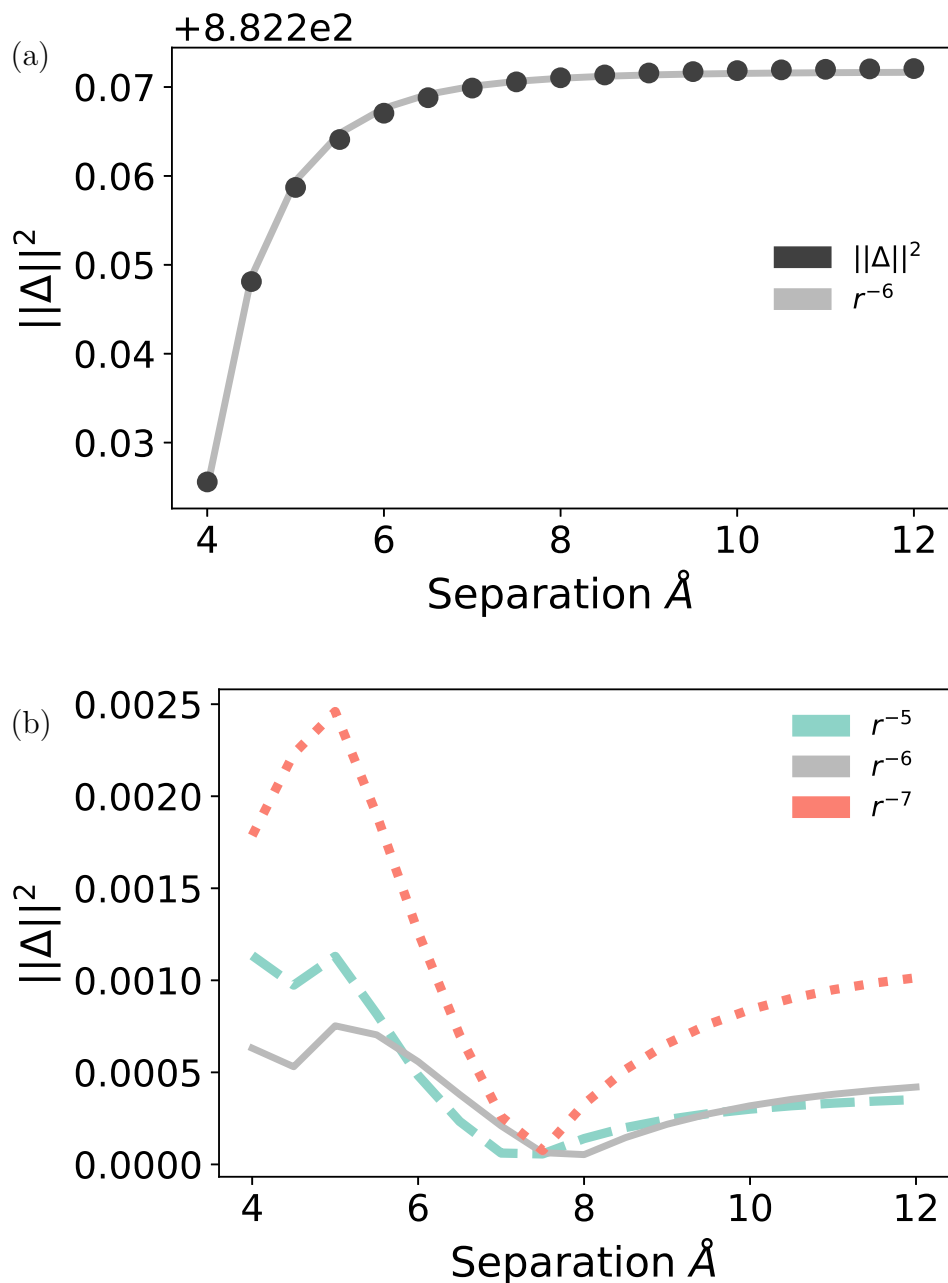 (a)
+8.822e2
0.07
0.06
0.05
0.04
0.03
||Δ||²
||Δ||²
r⁻⁶
4 6 8 10 12
Separation Å
(b)
0.0025
0.0020
0.0015
0.0010
0.0005
0.0000
||Δ||²
r⁻⁵
r⁻⁶
r⁻⁷
4 6 8 10 12
Separation Å